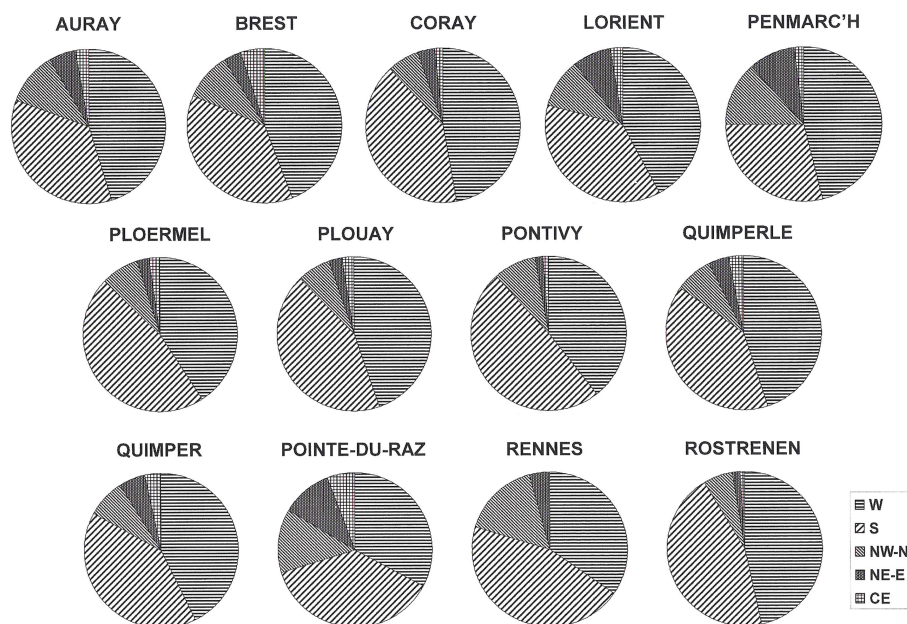 AURAY BREST CORAY LORIENT PENMARC'H
PLOERMEL PLOUAY PONTIVY QUIMPERLE
QUIMPER POINTE-DU-RAZ RENNES ROSTRENEN
W
S
NW-N
NE-E
CE